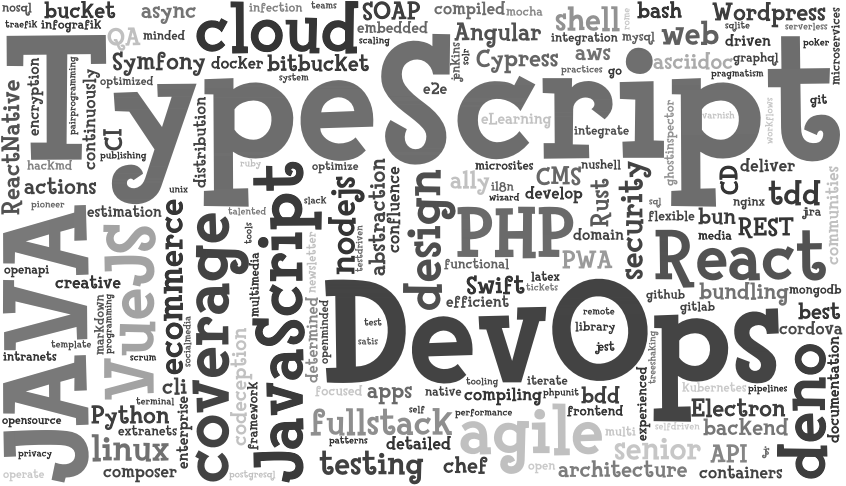 nosql
bucket
async
cloud
infection
teams
SOAP
compiled
mocha
shell
rome
bash
Wordpress
traefik
infografik
QA
minded
embedded
scaling
Angular
integration
mysql
web
sqlite
driven
serverless
poker
microservices
Symfony
docker
bitbucket
system
jenkins
solr
Cypress
aws
practices
go
asciidoc
graphql
pragmatism
TypeScript
ReactNative
encryption
pairprogramming
continuously
optimized
CI
publishing
distribution
e2e
eLearning
integrate
ghostinspector
varnish
workflows
git
hackmd
actions
pioneer
unix
ruby
optimize
talented
slack
abstraction
confluence
microsites
ally
i18n
wizard
CMS
develop
nushell
Rust
security
sql
CD
deliver
nginx
tdd
jra
communities
JAVA
estimation
VueJS
ecommerce
coverage
tools
JavaScript
newsletter
nodejs
testdriven
design
PHP
domain
functional
PWA
flexible
bun
media
REST
React
openapi
creative
markdown
programming
multimedia
socialmedia
Swift
latex
tickets
efficient
github
bundling
gitlab
mongodb
intranets
template
scrum
determined
openminded
test
satis
DevOps
remote
library
jest
treeshaking
best
cordova
documentation
deno
cli
terminal
enterprise
codeception
framework
focused
apps
native
tooling
compiling
iterate
phpunit
bdd
frontend
experienced
Kubernetes
pipelines
opensource
Python
extranets
privacy
linux
operate
composer
postgresql
fullstack
self
performance
patterns
detailed
testing
chef
agile
open
multi
selfdriven
Electron
backend
senior
architecture
API
js
containers